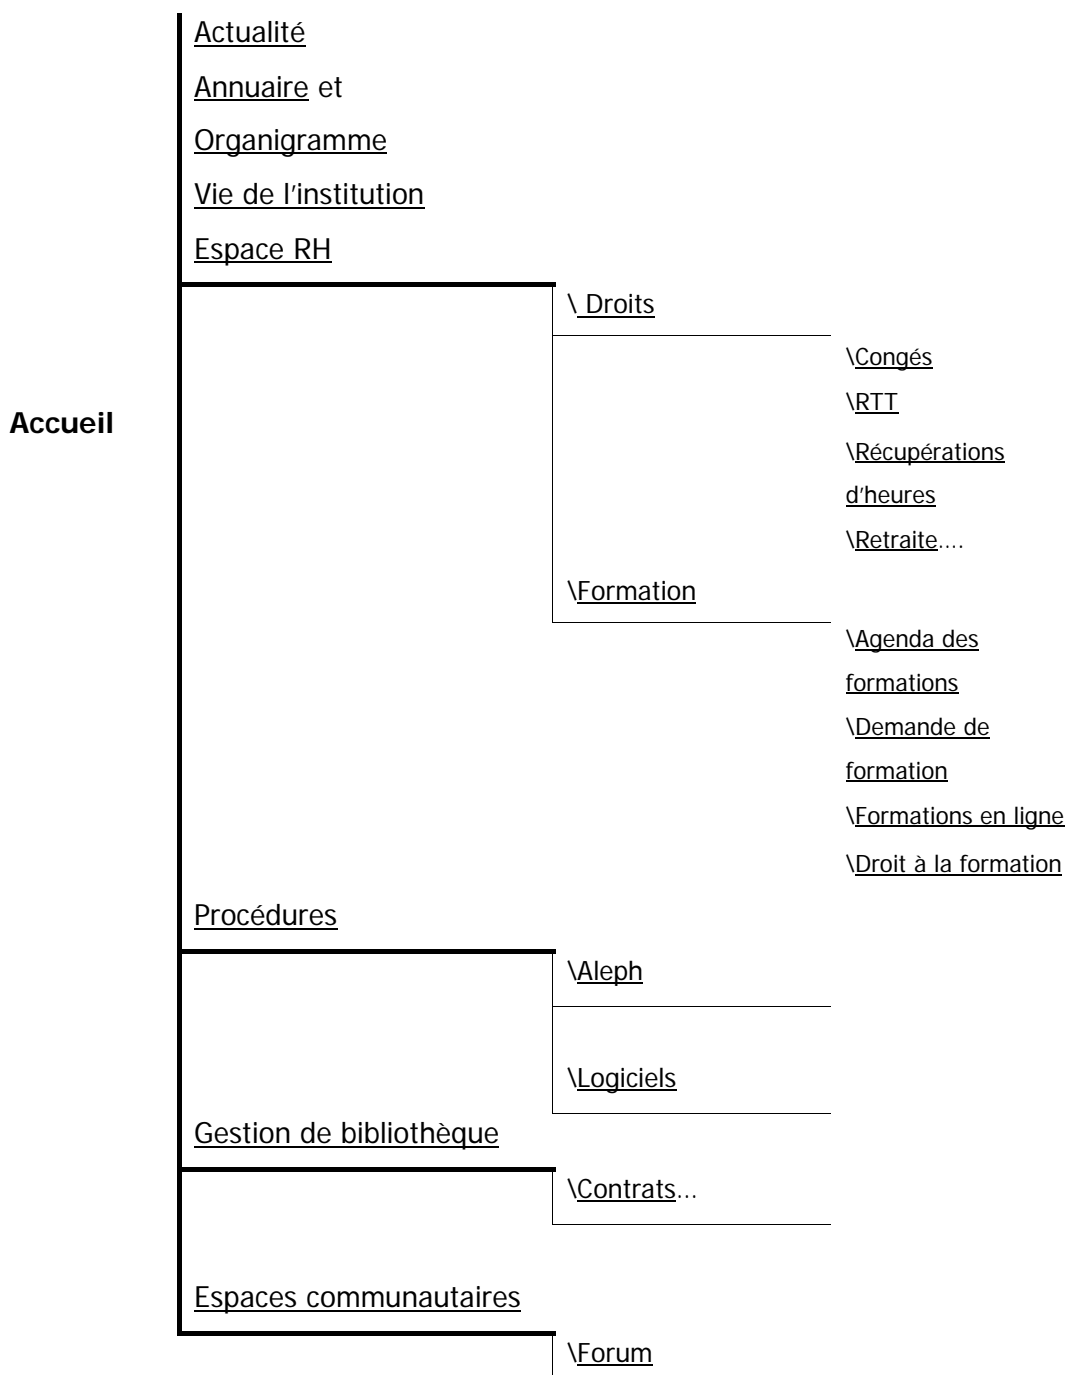 Actualité
Annuaire et
Organigramme
Vie de l'institution
Espace RH
\ Droits
\Congés
Accueil
\RTT
\Récupérations
d'heures
\Retraite....
\Formation
\Agenda des
formations
\Demande de
formation
\Formations en ligne
\Droit à la formation
Procédures
\Aleph
\Logiciels
Gestion de bibliothèque
\Contrats...
Espaces communautaires
\Forum